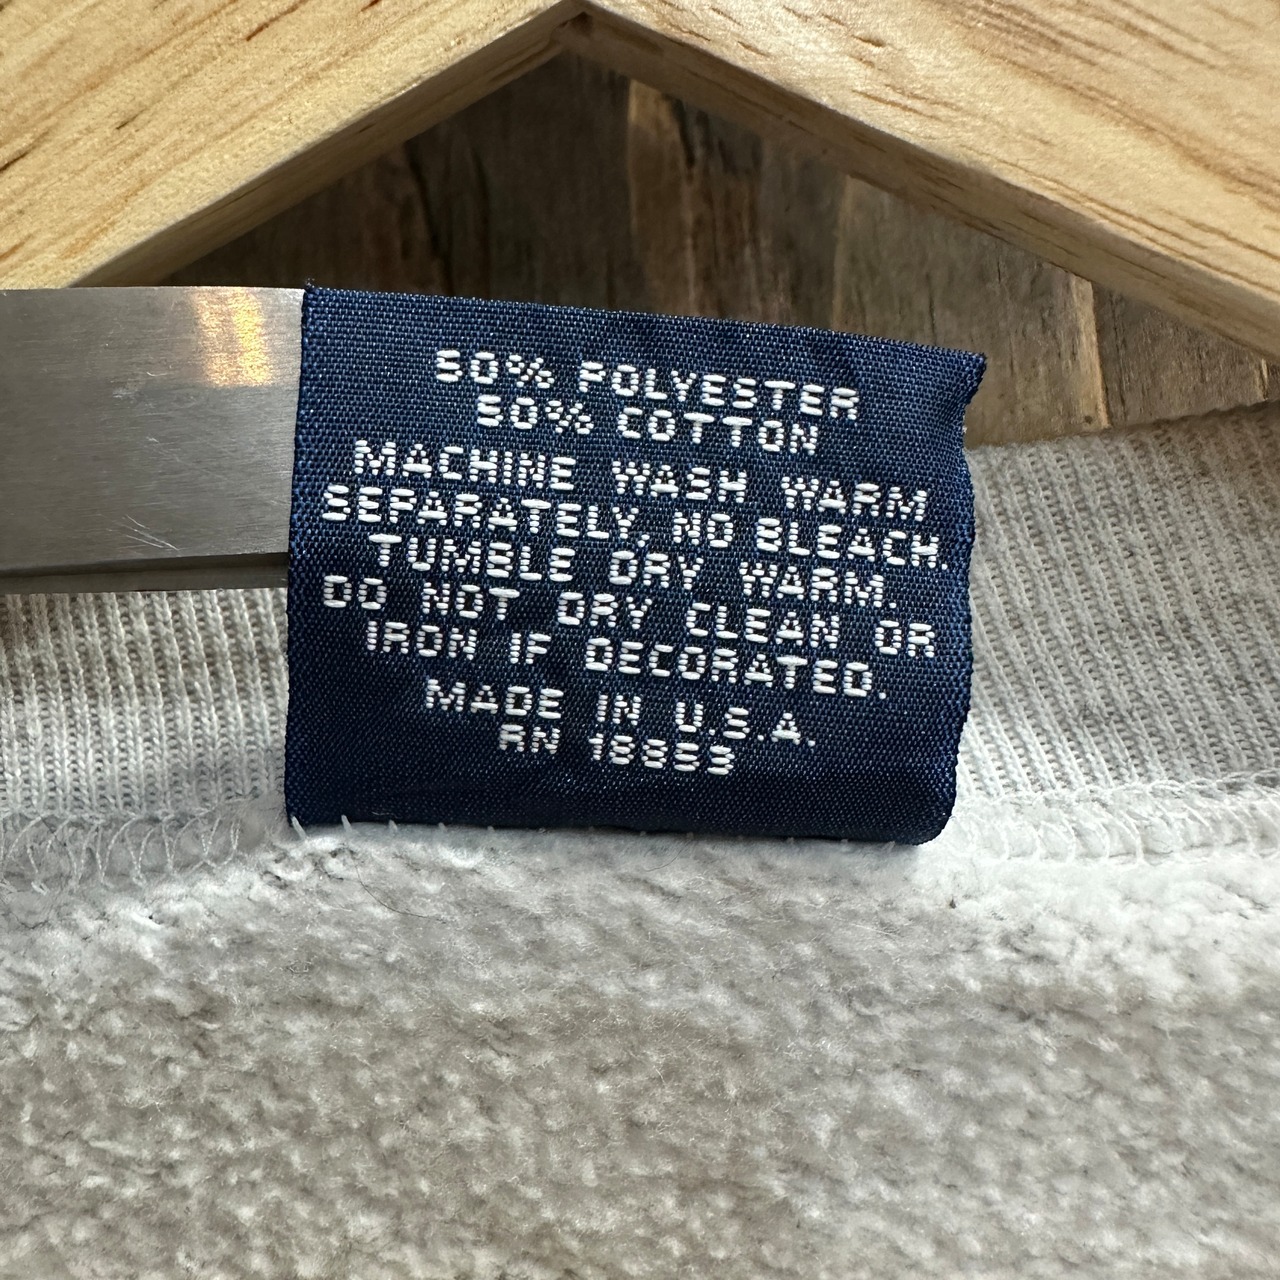 50% POLYESTER
50% COTTON
MACHINE WASH WARM
SEPARATELY, NO BLEACH.
TUMBLE DRY WARM.
DO NOT DRY CLEAN OR
IRON IF DECORATED.
MADE IN U.S.A.
RN 18853